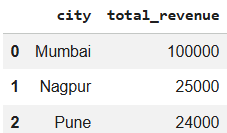 city total_revenue
0 Mumbai 100000
1 Nagpur 25000
2 Pune 24000